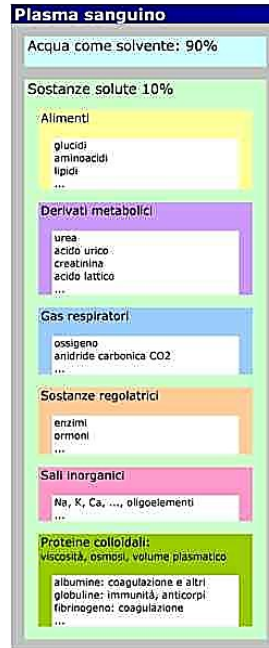 Plasma sanguino
Acqua come solvente: 90%
Sostanze solute 10%
Alimenti
glucidi
aminoacidi
lipidi
...
Derivati metabolici
urea
acido urico
creatinina
acido lattico
...
Gas respiratori
ossigeno
anidride carbonica CO2
...
Sostanze regolatrici
enzimi
ormoni
...
Sali inorganici
Na, K, Ca, ..., oligoelementi
...
Proteine colloidali:
viscosità, osmosi, volume plasmatico
albumine: coagulazione e altri
globuline: immunità, anticorpi
fibrinogeno: coagulazione
...